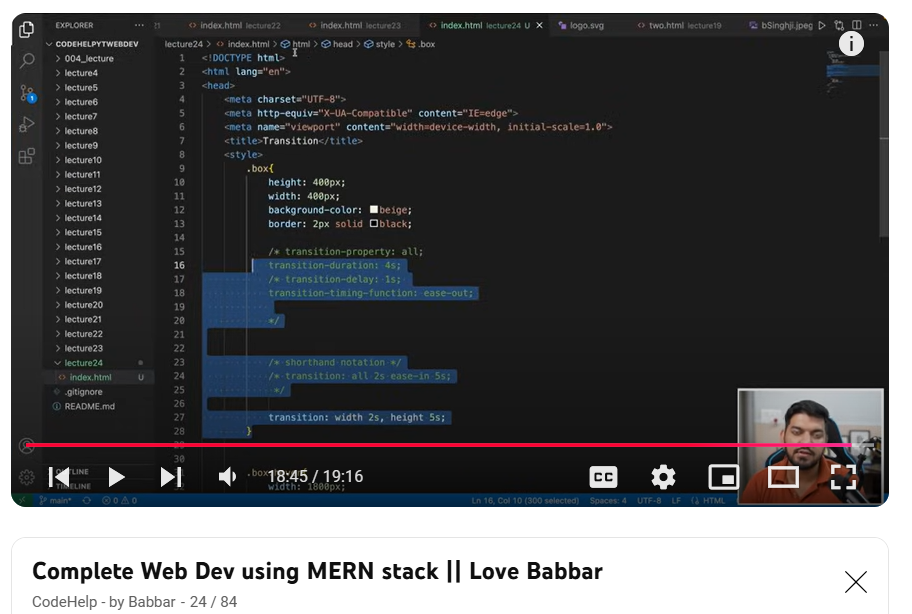 EXPLORER ··· 11 index.html lecture22 index.html lecture23 index.html lecture24 U × logo.svg two.html lecture19 bSinghji.jpeg ···
CODEHELPYTWEBDEV lecture24 > index.html > html > head > style > .box
004_lecture
lecture4
lecture5
lecture6
lecture7
lecture8
lecture9
lecture10
lecture11
lecture12
lecture13
lecture14
lecture15
lecture16
lecture17
lecture18
lecture19
lecture20
lecture21
lecture22
lecture23
lecture24
index.html U
.gitignore
README.md
OUTLINE
TIMELINE
1 <!DOCTYPE html>
2 <html lang="en">
3 <head>
4 <meta charset="UTF-8">
5 <meta http-equiv="X-UA-Compatible" content="IE=edge">
6 <meta name="viewport" content="width=device-width, initial-scale=1.0">
7 <title>Transition</title>
8 <style>
9 .box{
10 height: 400px;
11 width: 400px;
12 background-color: beige;
13 border: 2px solid black;
14
15 /* transition-property: all;
16 transition-duration: 4s;
17 /* transition-delay: 1s;
18 transition-timing-function: ease-out;
19
20 */
21
22
23 /* shorthand notation */
24 /* transition: all 2s ease-in 5s;
25 */
26
27 transition: width 2s, height 5s;
28 }
30
width: 1800px;
18:45 / 19:16
CC
main* 0 0 Ln 16, Col 10 (300 selected) Spaces: 4 UTF-8 LF HTML
Complete Web Dev using MERN stack || Love Babbar
CodeHelp - by Babbar - 24 / 84